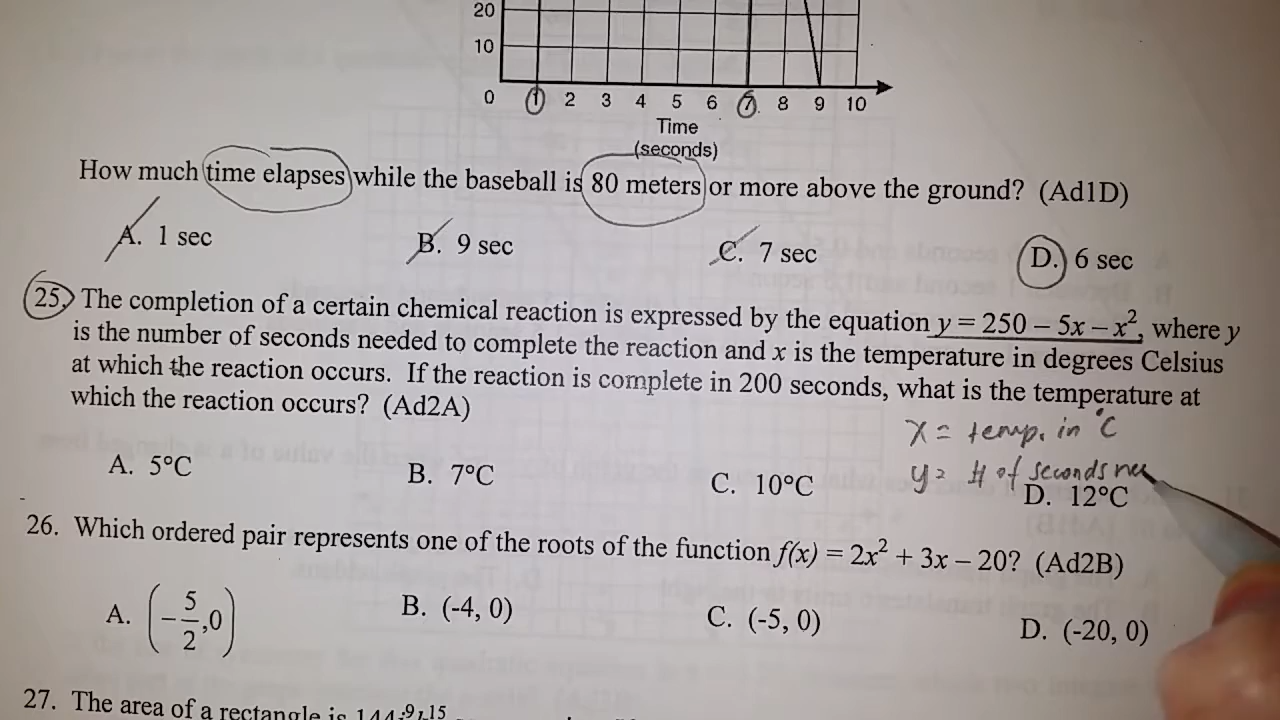 20
10
0 1 2 3 4 5 6 7 8 9 10
Time
(seconds)
How much time elapses while the baseball is 80 meters or more above the ground? (Ad1D)
A. 1 sec B. 9 sec C. 7 sec D. 6 sec
25. The completion of a certain chemical reaction is expressed by the equation y = 250 – 5x – x², where y
is the number of seconds needed to complete the reaction and x is the temperature in degrees Celsius
at which the reaction occurs. If the reaction is complete in 200 seconds, what is the temperature at
which the reaction occurs? (Ad2A)
x = temp. in °C
y = # of seconds
A. 5°C B. 7°C C. 10°C D. 12°C
26. Which ordered pair represents one of the roots of the function f(x) = 2x² + 3x – 20? (Ad2B)
A. (-5/2,0) B. (-4, 0) C. (-5, 0) D. (-20, 0)
27. The area of a rectangle is